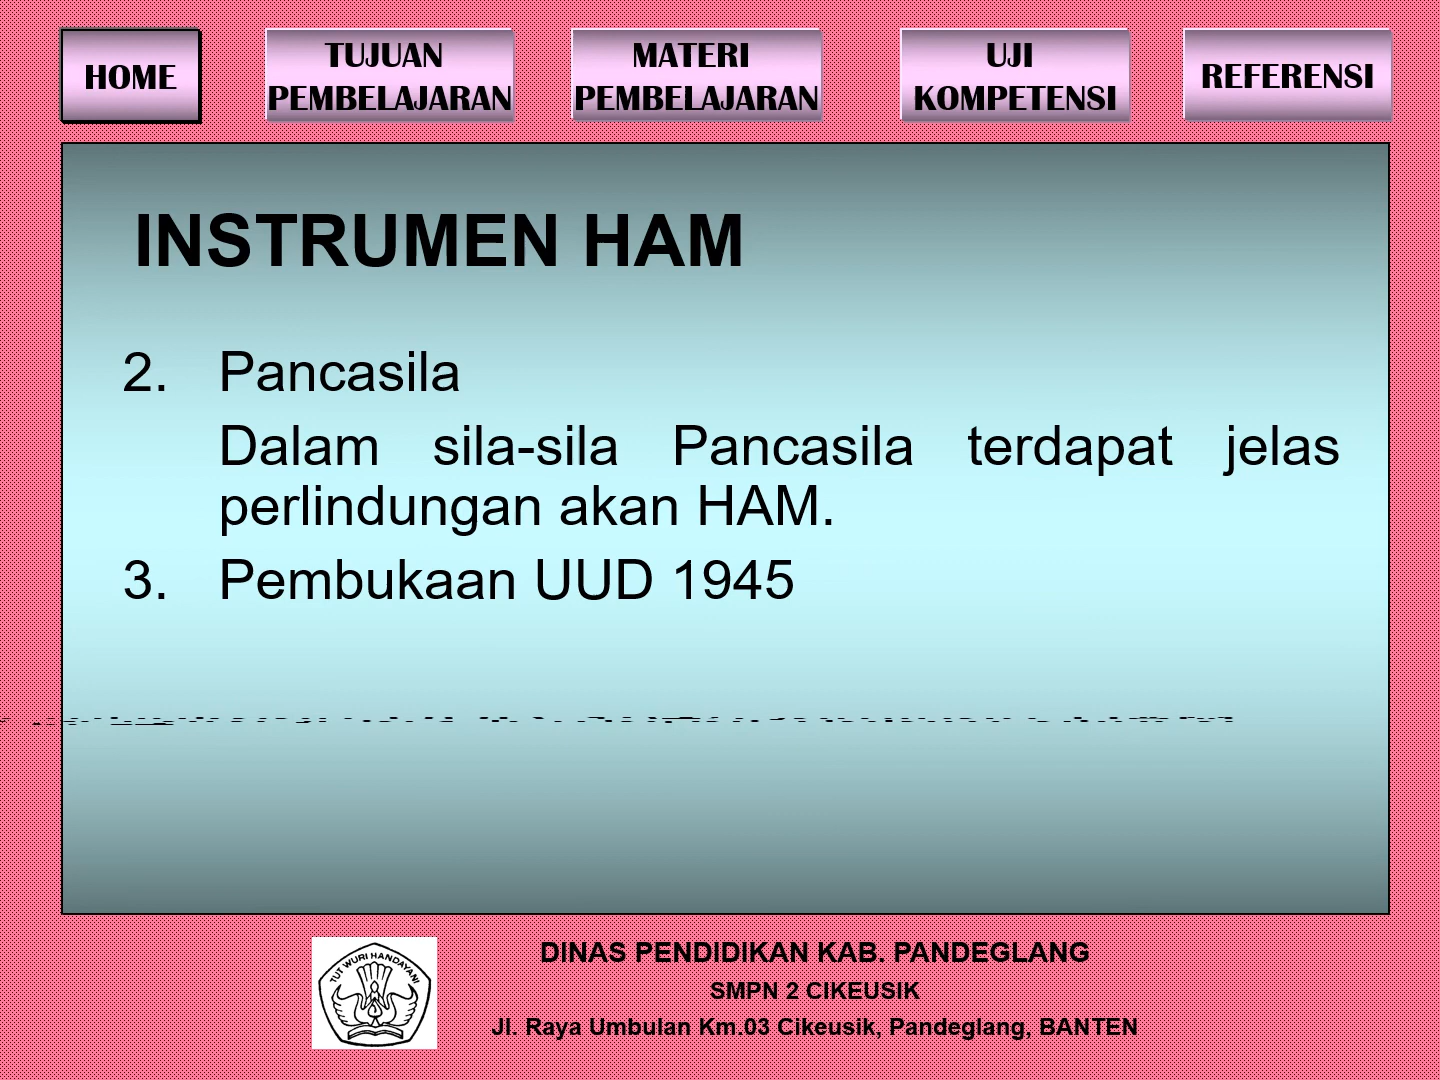 HOME
TUJUAN
PEMBELAJARAN
MATERI
PEMBELAJARAN
UJI
KOMPETENSI
REFERENSI
INSTRUMEN HAM
2. Pancasila
Dalam sila-sila Pancasila terdapat jelas
perlindungan akan HAM.
3. Pembukaan UUD 1945
TUT WURI HANDAYANI
DINAS PENDIDIKAN KAB. PANDEGLANG
SMPN 2 CIKEUSIK
Jl. Raya Umbulan Km.03 Cikeusik, Pandeglang, BANTEN